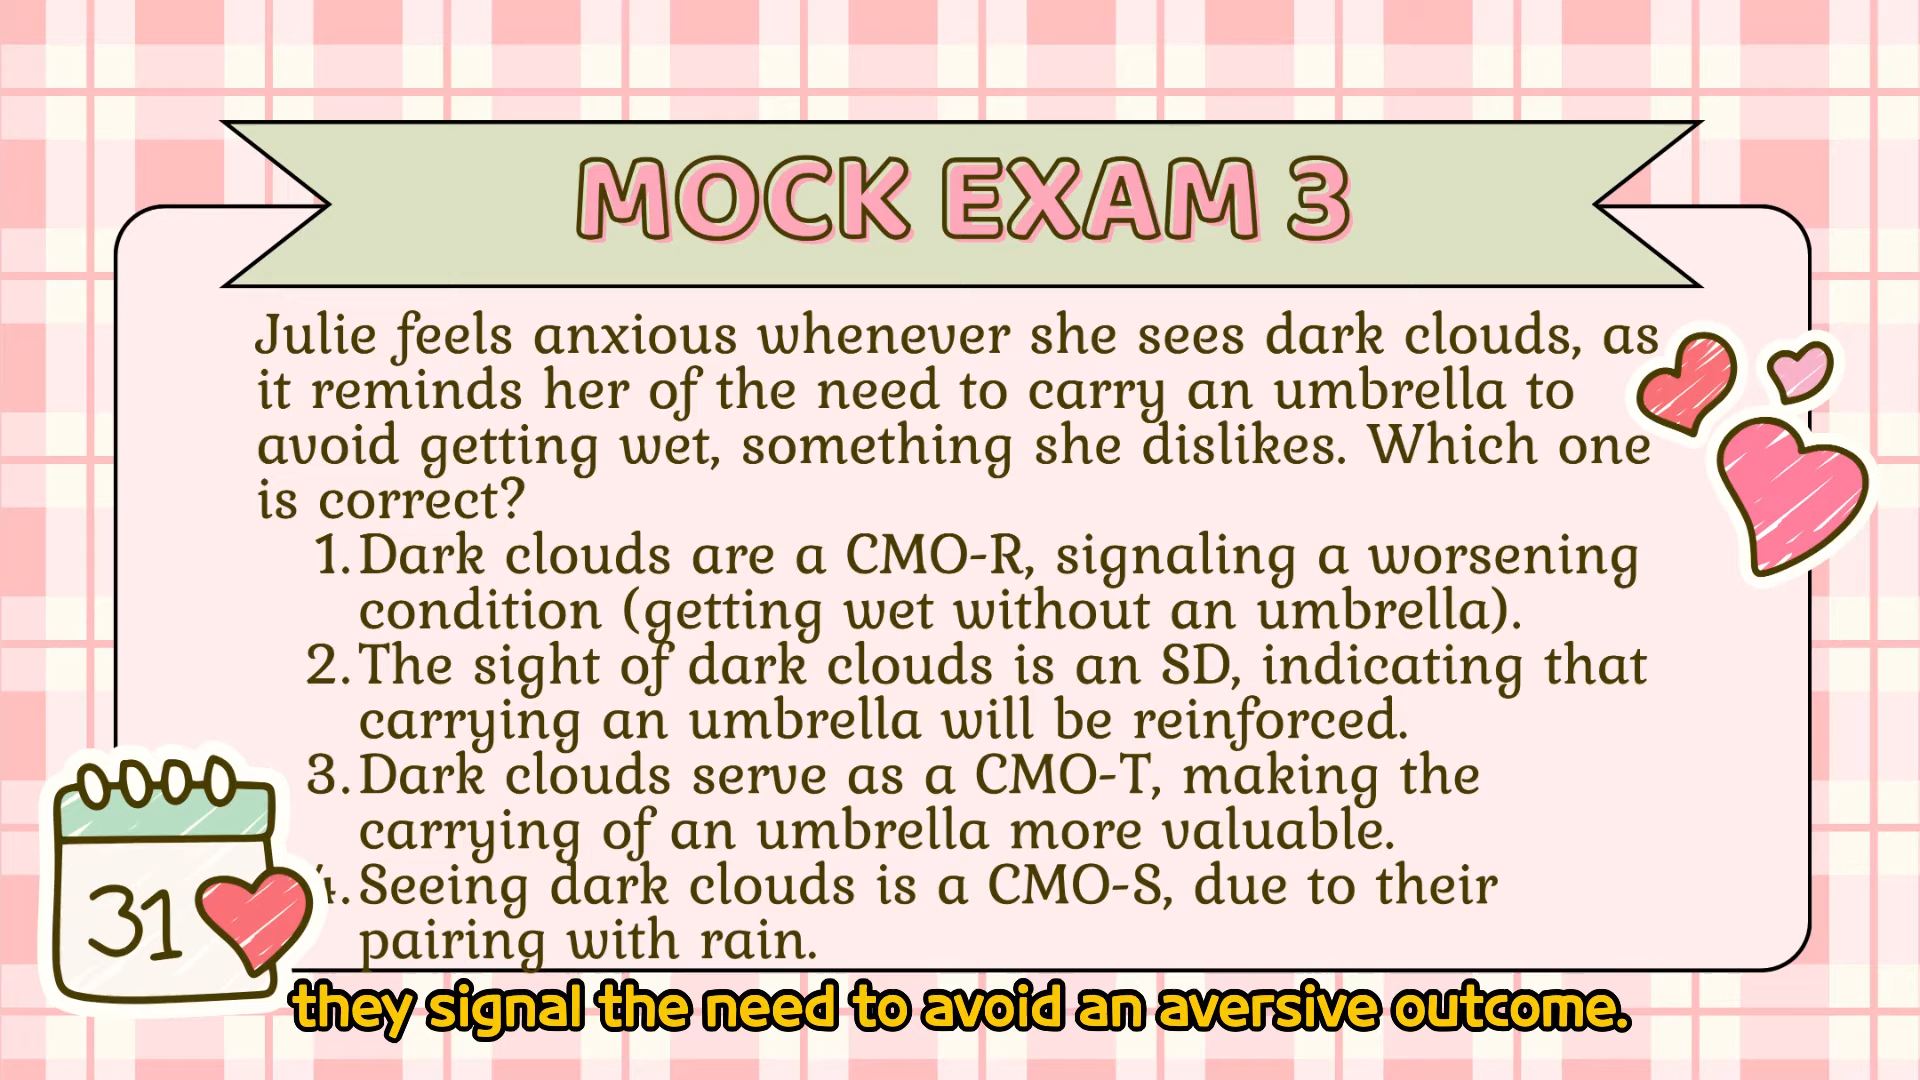 MOCK EXAM 3
Julie feels anxious whenever she sees dark clouds, as
it reminds her of the need to carry an umbrella to
avoid getting wet, something she dislikes. Which one
is correct?
1. Dark clouds are a CMO-R, signaling a worsening
condition (getting wet without an umbrella).
2. The sight of dark clouds is an SD, indicating that
carrying an umbrella will be reinforced.
3. Dark clouds serve as a CMO-T, making the
carrying of an umbrella more valuable.
4. Seeing dark clouds is a CMO-S, due to their
pairing with rain.
31
they signal the need to avoid an aversive outcome.